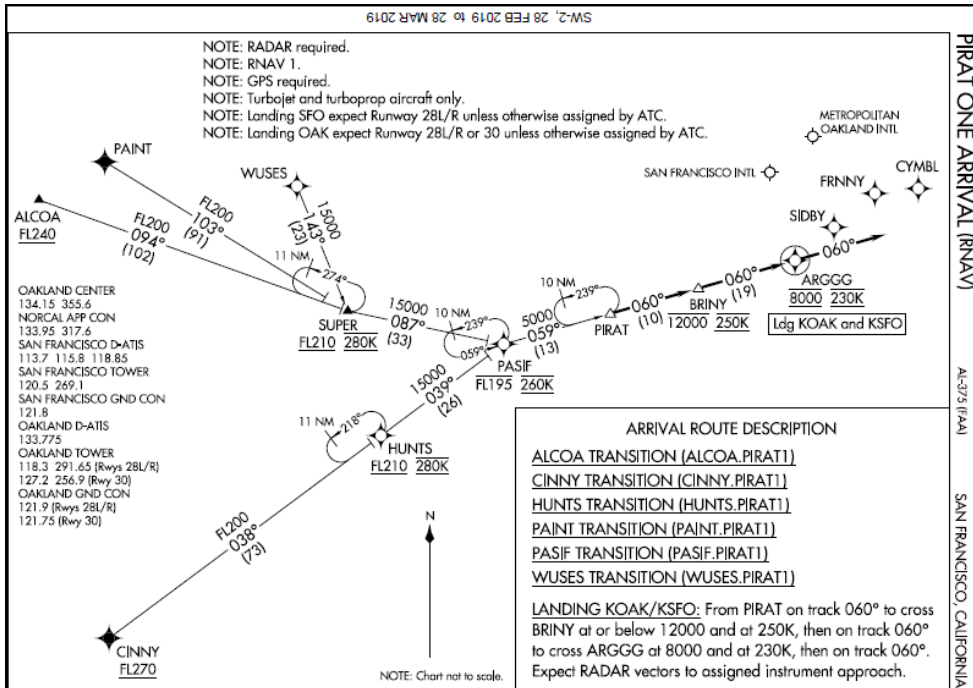 SW-2, 28 FEB 2019 to 28 MAR 2019
PIRAT ONE ARRIVAL (RNAV)
AL-375 (FAA)
SAN FRANCISCO, CALIFORNIA
NOTE: RADAR required.
NOTE: RNAV 1.
NOTE: GPS required.
NOTE: Turbojet and turboprop aircraft only.
NOTE: Landing SFO expect Runway 28L/R unless otherwise assigned by ATC.
NOTE: Landing OAK expect Runway 28L/R or 30 unless otherwise assigned by ATC.
METROPOLITAN
OAKLAND INTL
SAN FRANCISCO INTL
CYMBL
FRNNY
SIDBY
PAINT
WUSES
ALCOA
FL240
FL200
103°
(91)
FL200
094°
(102)
15000
143°
(23)
11 NM
274°
SUPER
FL210 280K
15000
087°
(33)
10 NM
239°
059°
PASIF
FL195 260K
5000
059°
(13)
10 NM
239°
PIRAT
060°
(10)
BRINY
12000 250K
060°
(19)
ARGGG
8000 230K
060°
Ldg KOAK and KSFO
15000
039°
(26)
11 NM
218°
HUNTS
FL210 280K
FL200
038°
(73)
CINNY
FL270
OAKLAND CENTER
134.15 355.6
NORCAL APP CON
133.95 317.6
SAN FRANCISCO D-ATIS
113.7 115.8 118.85
SAN FRANCISCO TOWER
120.5 269.1
SAN FRANCISCO GND CON
121.8
OAKLAND D-ATIS
133.775
OAKLAND TOWER
118.3 291.65 (Rwys 28L/R)
127.2 256.9 (Rwy 30)
OAKLAND GND CON
121.9 (Rwys 28L/R)
121.75 (Rwy 30)
N
NOTE: Chart not to scale.
ARRIVAL ROUTE DESCRIPTION
ALCOA TRANSITION (ALCOA.PIRAT1)
CINNY TRANSITION (CINNY.PIRAT1)
HUNTS TRANSITION (HUNTS.PIRAT1)
PAINT TRANSITION (PAINT.PIRAT1)
PASIF TRANSITION (PASIF.PIRAT1)
WUSES TRANSITION (WUSES.PIRAT1)
LANDING KOAK/KSFO: From PIRAT on track 060° to cross
BRINY at or below 12000 and at 250K, then on track 060°
to cross ARGGG at 8000 and at 230K, then on track 060°.
Expect RADAR vectors to assigned instrument approach.